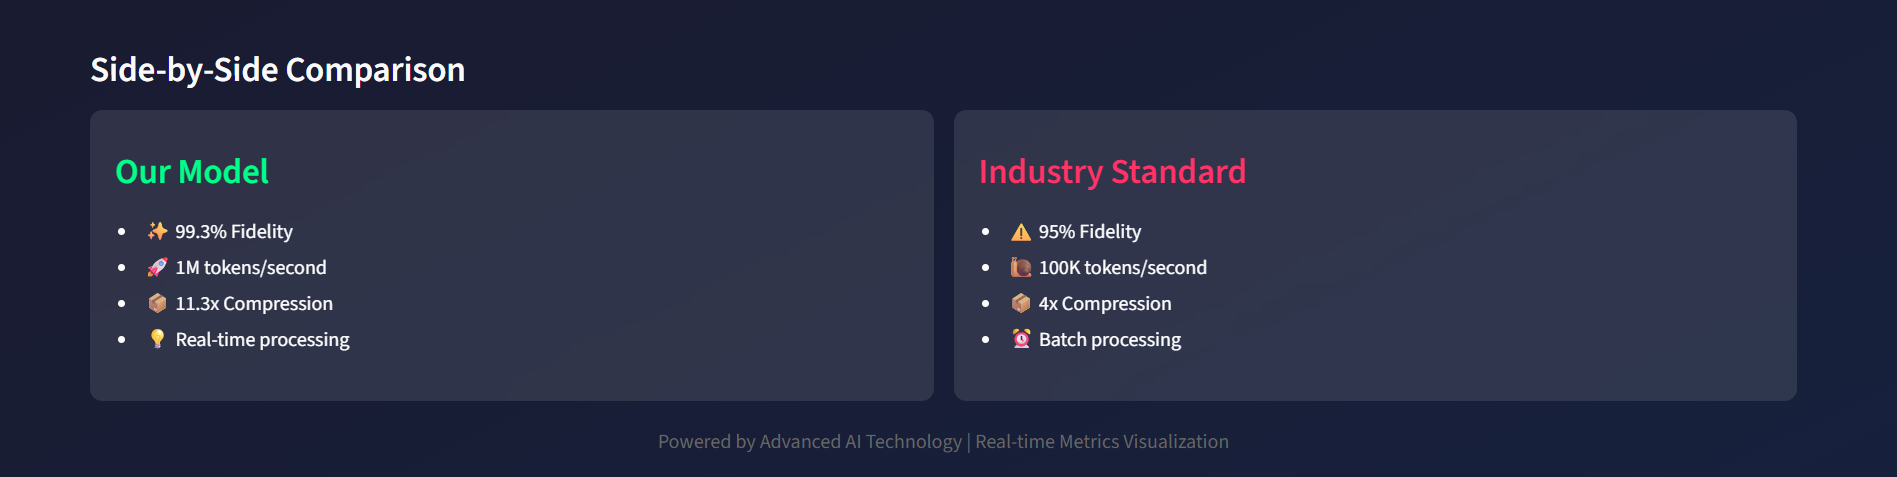 Side-by-Side Comparison
Our Model
✨ 99.3% Fidelity
🚀 1M tokens/second
📦 11.3x Compression
💡 Real-time processing
Industry Standard
⚠️ 95% Fidelity
🐌 100K tokens/second
📦 4x Compression
⏰ Batch processing
Powered by Advanced AI Technology | Real-time Metrics Visualization